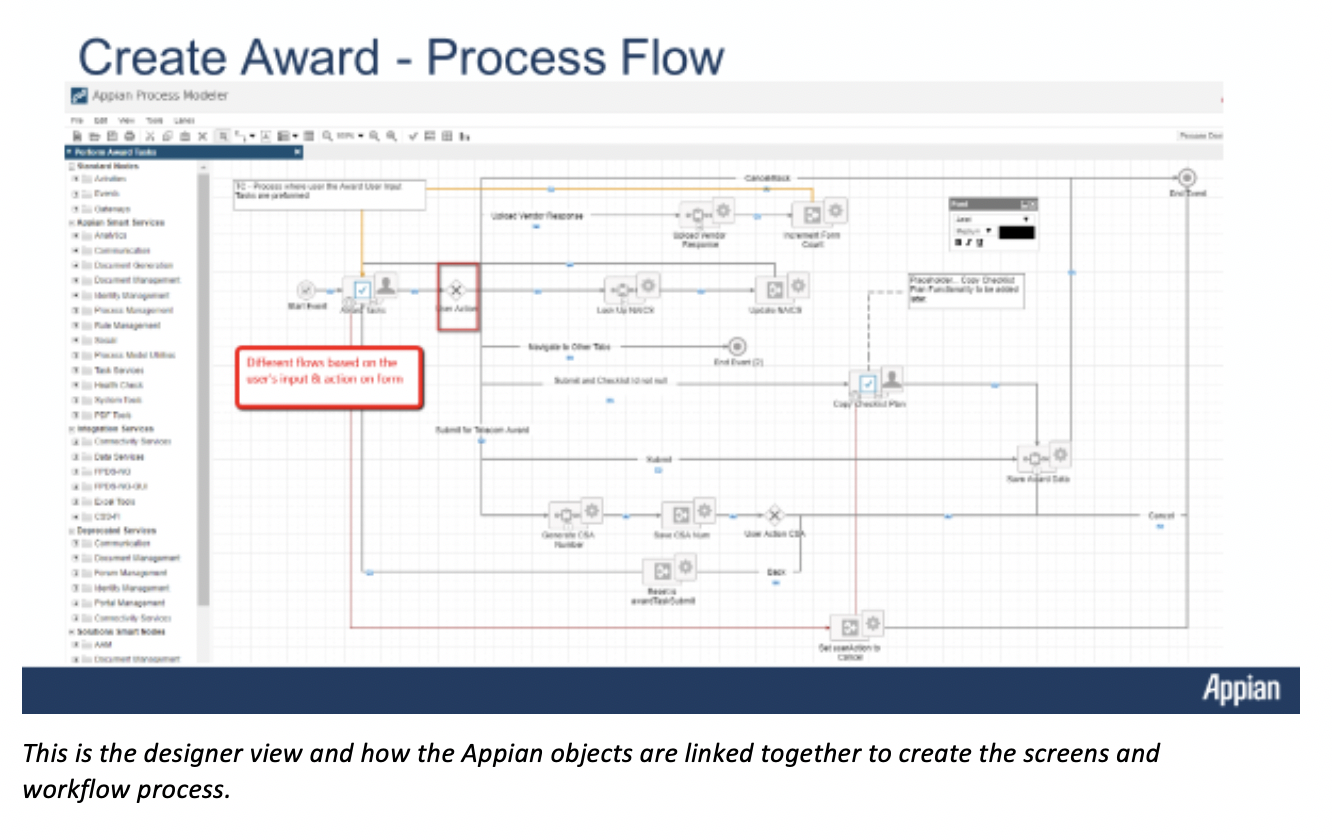 Create Award - Process Flow
Appian Process Modeler
File Edit View Tools Lanes
Perform Award Tasks
Standard Nodes
Activities
Events
Gateways
Appian Smart Services
Analytics
Communication
Document Generation
Document Management
Identity Management
Process Management
Rule Management
Social
Process Model Utilities
Task Services
Health Check
System Tools
PDF Tools
Integration Services
Connectivity Services
Data Services
FPDS-NG
FPDS-NG-GUI
Excel Tools
Deprecated Services
Communication
Document Management
Forum Management
Identity Management
Portal Management
Connectivity Services
Solutions Smart Nodes
Document Management
TC - Process where user the Award User Input
Tasks are preformed
Cancel/Back
End Event
Upload Vendor Response
Upload Vendor
Response
Increment Form
Count
Start Event
Award Tasks
User Action
Look Up NAICS
Update NAICS
Placeholder... Copy Checklist
Plan Functionality to be added
later.
Different flows based on the
user's input & action on form
Navigate to Other Tabs
End Event (2)
Submit and Checklist Id not null
Copy Checklist Plan
Submit for Telecom Award
Submit
Save Award Data
Generate CSA
Number
Save CSA Num
User Action CSA
Cancel
Back
Reset is
awardTaskSubmit
Set userAction to
Cancel
Appian
This is the designer view and how the Appian objects are linked together to create the screens and
workflow process.